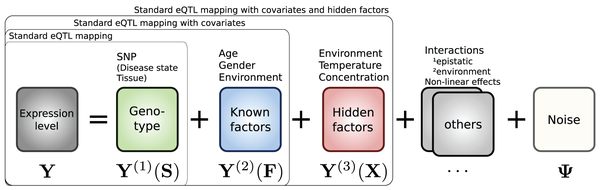 Standard eQTL mapping with covariates and hidden factors
Standard eQTL mapping with covariates
Standard eQTL mapping
SNP
(Disease state
Tissue)
Age
Gender
Environment
Environment
Temperature
Concentration
Interactions
¹epistatic
²environment
Non-linear effects
Expression
level
=
Geno-
type
+
Known
factors
+
Hidden
factors
+
others
+
Noise
Y
Y⁽¹⁾(S)
Y⁽²⁾(F)
Y⁽³⁾(X)
...
Ψ